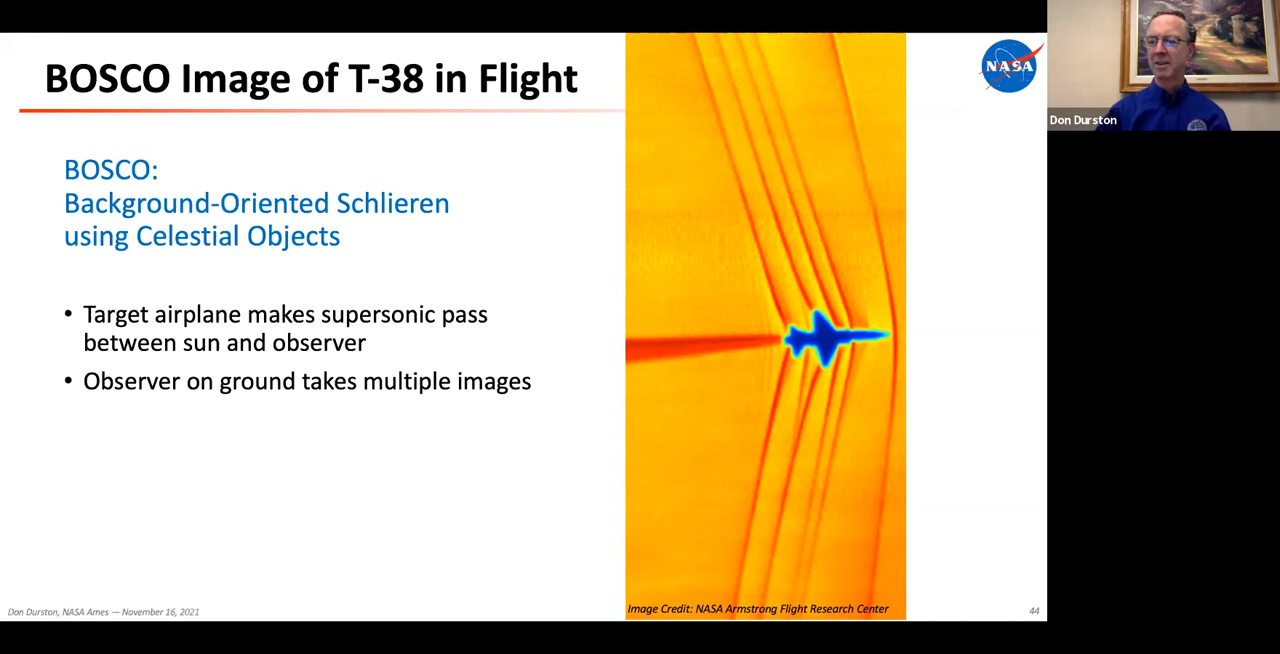 BOSCO Image of T-38 in Flight
NASA
Don Durston
BOSCO:
Background-Oriented Schlieren
using Celestial Objects
• Target airplane makes supersonic pass
between sun and observer
• Observer on ground takes multiple images
Don Durston, NASA Ames — November 16, 2021
Image Credit: NASA Armstrong Flight Research Center
44